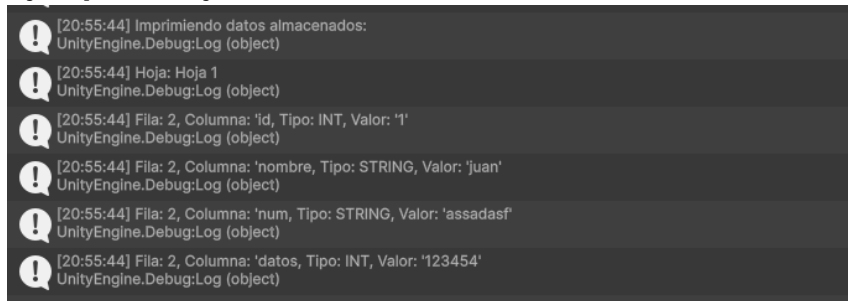 [20:55:44] Imprimiendo datos almacenados:
UnityEngine.Debug:Log (object)
[20:55:44] Hoja: Hoja 1
UnityEngine.Debug:Log (object)
[20:55:44] Fila: 2, Columna: 'id, Tipo: INT, Valor: '1'
UnityEngine.Debug:Log (object)
[20:55:44] Fila: 2, Columna: 'nombre, Tipo: STRING, Valor: 'juan'
UnityEngine.Debug:Log (object)
[20:55:44] Fila: 2, Columna: 'num, Tipo: STRING, Valor: 'assadasf'
UnityEngine.Debug:Log (object)
[20:55:44] Fila: 2, Columna: 'datos, Tipo: INT, Valor: '123454'
UnityEngine.Debug:Log (object)